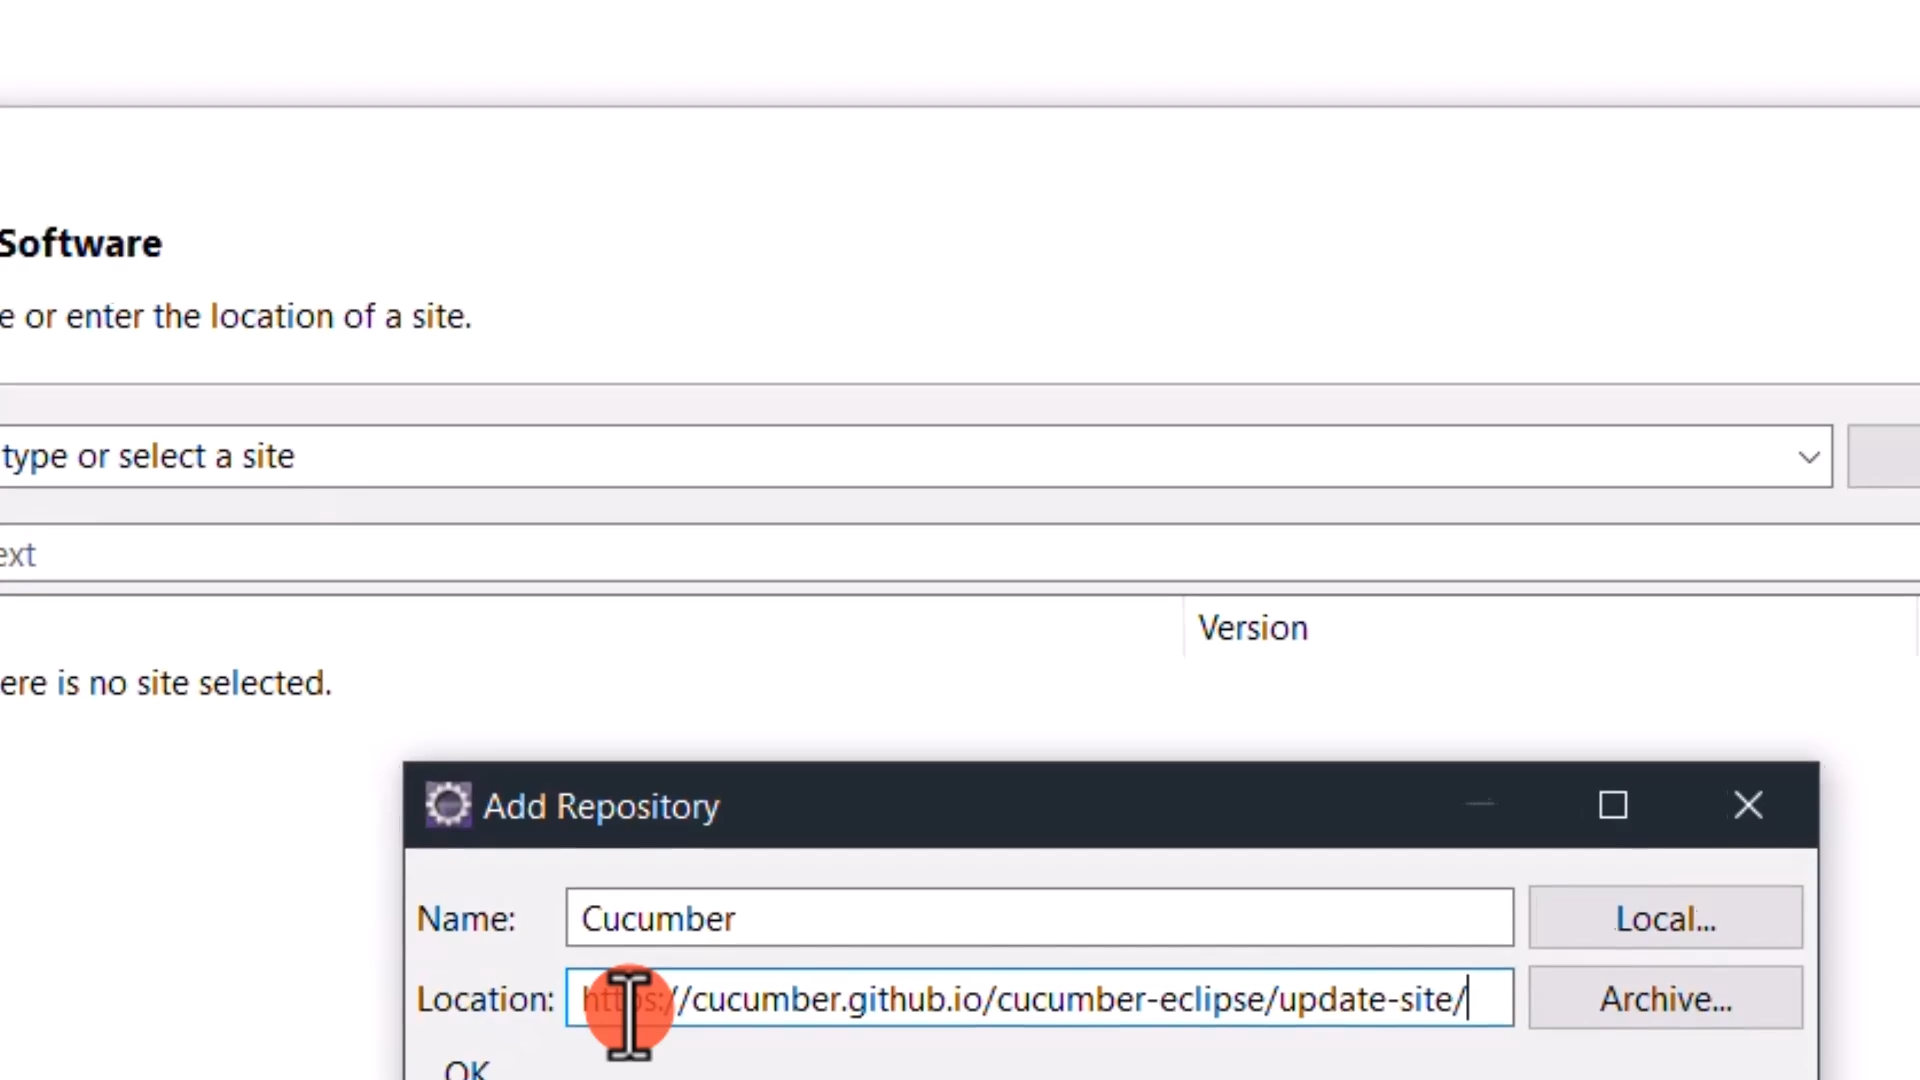 Software
e or enter the location of a site.
type or select a site
ext
Version
ere is no site selected.
Add Repository
Name: Cucumber Local...
Location: https://cucumber.github.io/cucumber-eclipse/update-site/ Archive...
OK